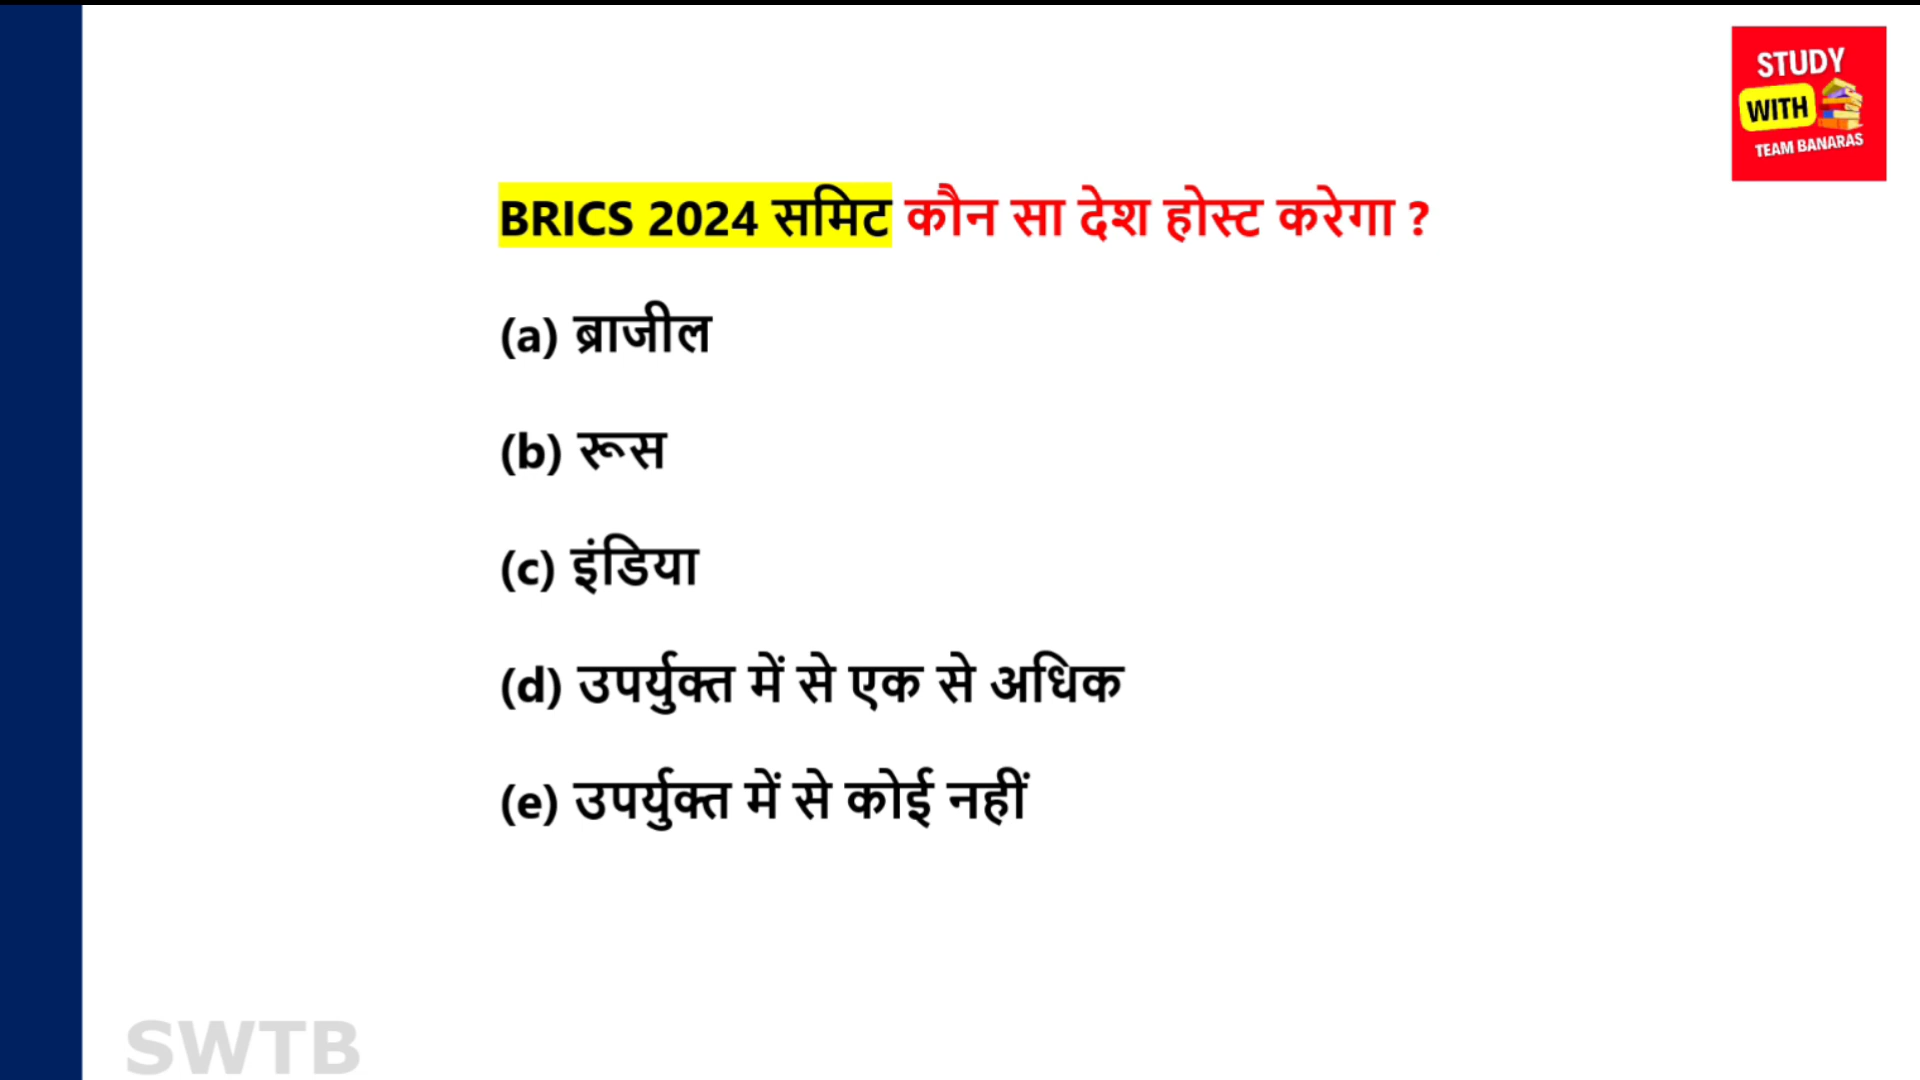 STUDY
WITH
TEAM BANARAS
BRICS 2024 समिट कौन सा देश होस्ट करेगा ?
(a) ब्राजील
(b) रूस
(c) इंडिया
(d) उपर्युक्त में से एक से अधिक
(e) उपर्युक्त में से कोई नहीं
SWTB